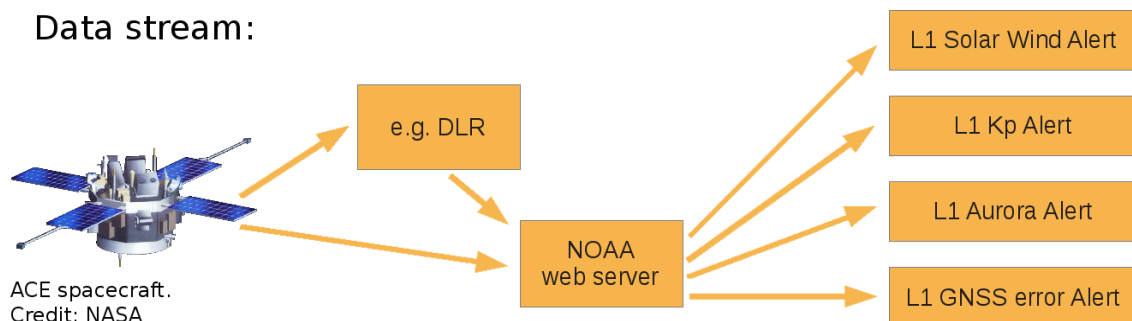 Data stream:
e.g. DLR
ACE spacecraft.
Credit: NASA
NOAA
web server
L1 Solar Wind Alert
L1 Kp Alert
L1 Aurora Alert
L1 GNSS error Alert